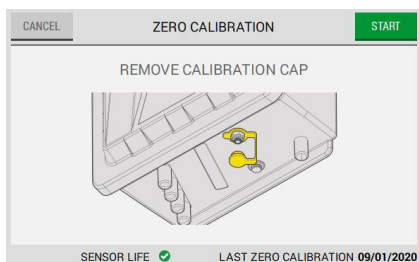 CANCEL ZERO CALIBRATION START
REMOVE CALIBRATION CAP
SENSOR LIFE LAST ZERO CALIBRATION 09/01/2020